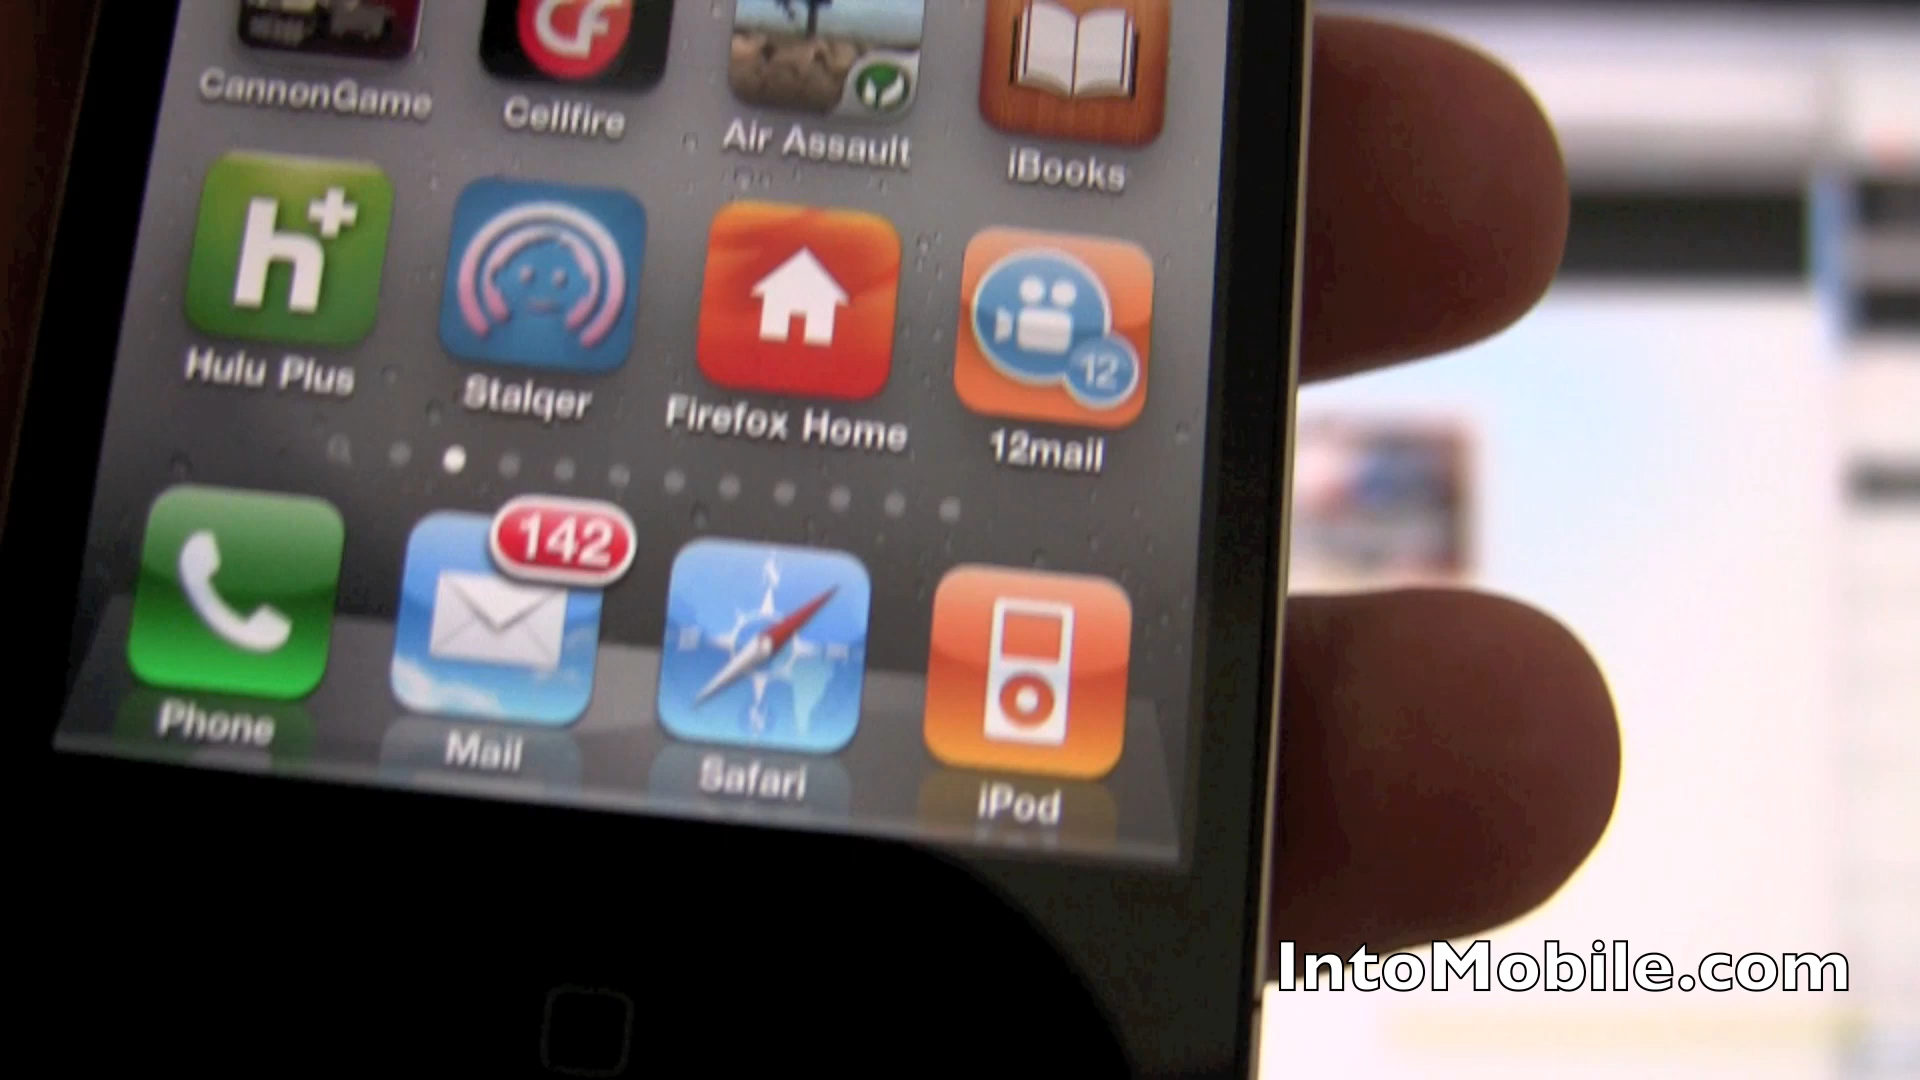 CF
CannonGame Cellfire Air Assault iBooks
h+
12
Hulu Plus Stalqer Firefox Home 12mail
142
N
Phone Mail Safari iPod
IntoMobile.com